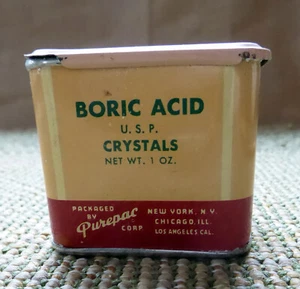 BORIC ACID
U. S. P.
CRYSTALS
NET WT. 1 OZ.
PACKAGED
BY
Purepac
CORP
NEW YORK, N.Y.
CHICAGO, ILL.
LOS ANGELES CAL.